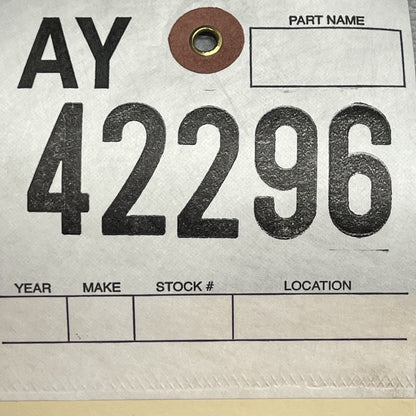 AY PART NAME
42296
YEAR MAKE STOCK # LOCATION